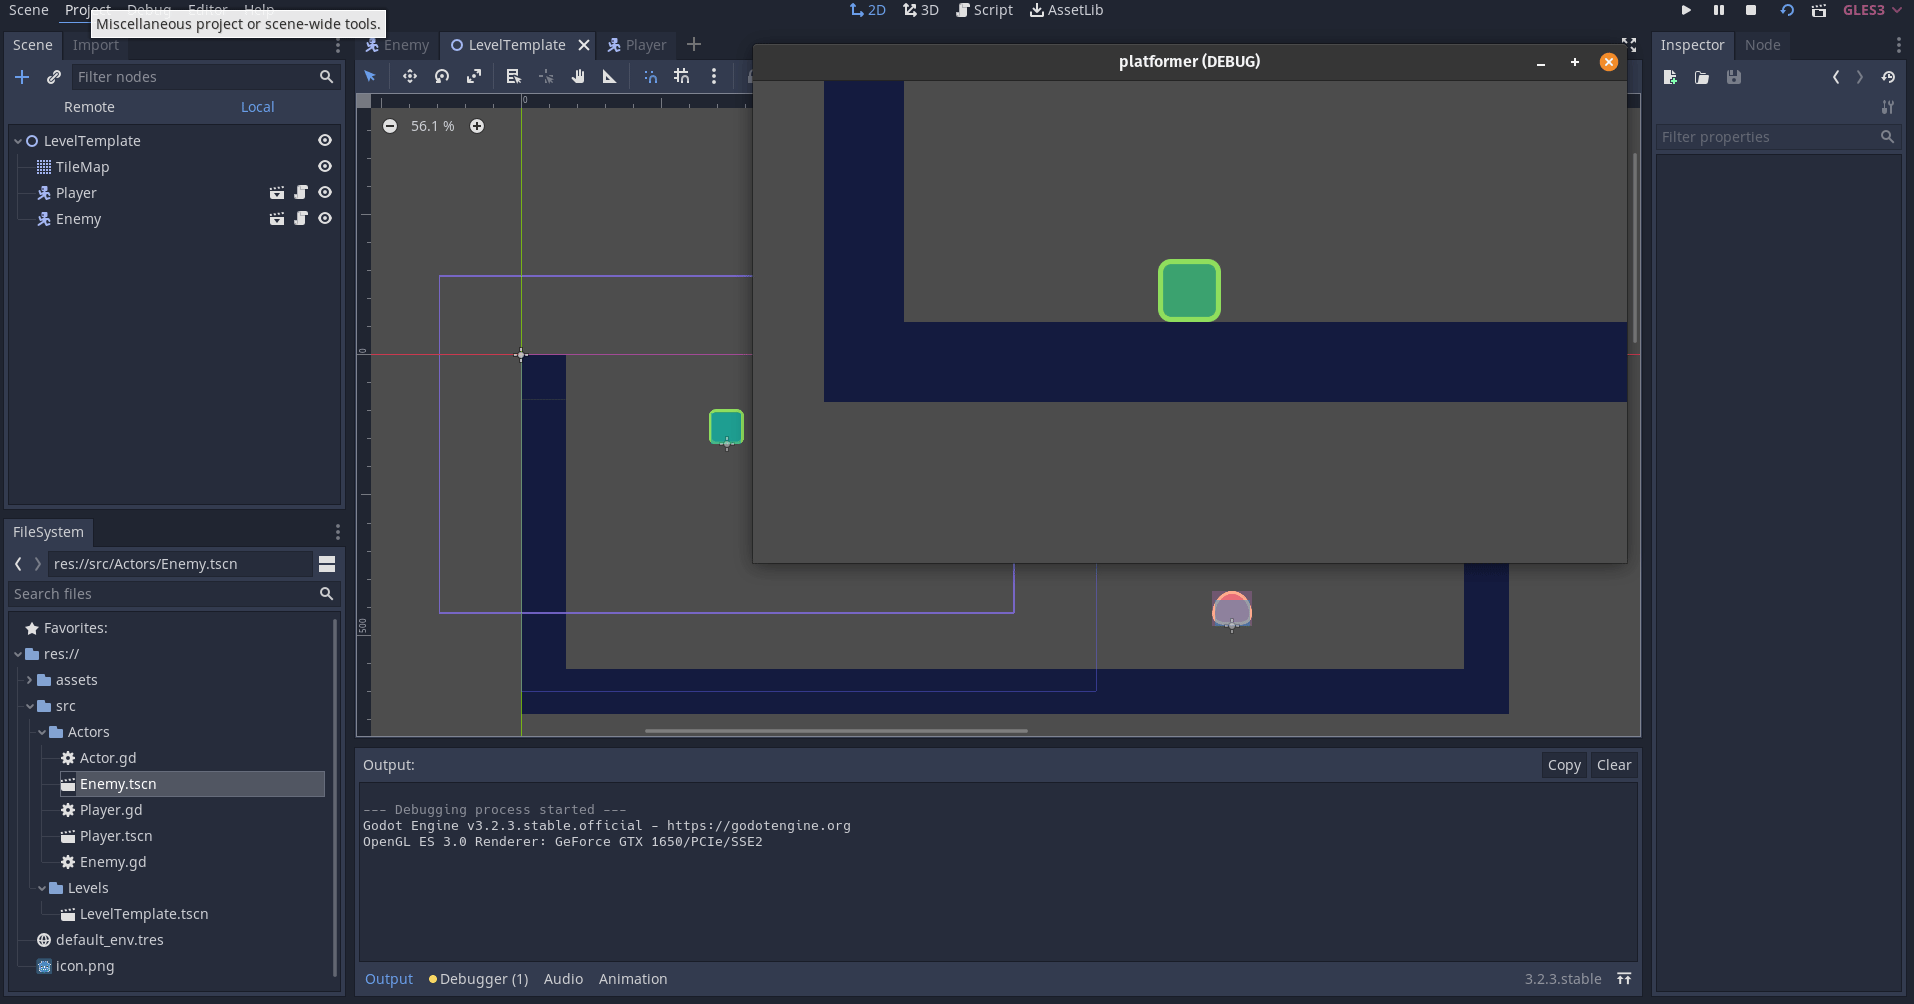 Scene Project Debug Editor Help
Miscellaneous project or scene-wide tools.
2D 3D Script AssetLib
GLES3
Scene Import
Filter nodes
Remote Local
LevelTemplate
TileMap
Player
Enemy
Enemy LevelTemplate Player
0
56.1 %
0
500
platformer (DEBUG)
Inspector Node
Filter properties
FileSystem
res://src/Actors/Enemy.tscn
Search files
Favorites:
res://
assets
src
Actors
Actor.gd
Enemy.tscn
Player.gd
Player.tscn
Enemy.gd
Levels
LevelTemplate.tscn
default_env.tres
icon.png
Output:
Copy Clear
--- Debugging process started ---
Godot Engine v3.2.3.stable.official - https://godotengine.org
OpenGL ES 3.0 Renderer: GeForce GTX 1650/PCIe/SSE2
Output Debugger (1) Audio Animation
3.2.3.stable